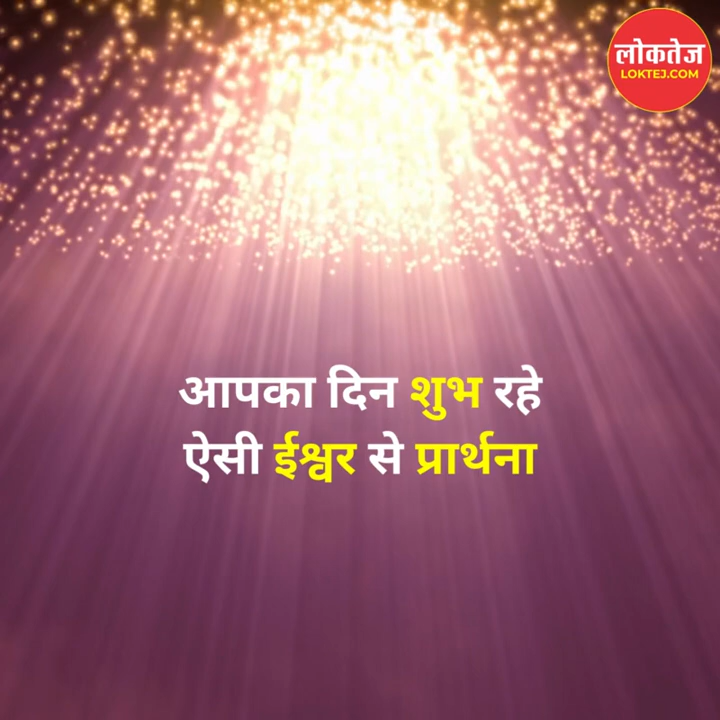 लोकतेज
LOKTEJ.COM
आपका दिन शुभ रहे
ऐसी ईश्वर से प्रार्थना